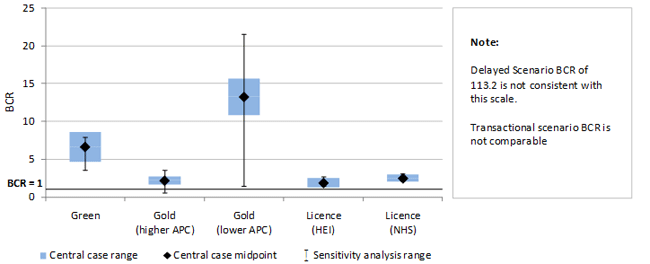 25
20
15
10
5
0
BCR
BCR = 1
Green
Gold
(higher APC)
Gold
(lower APC)
Licence
(HEI)
Licence
(NHS)
Central case range
Central case midpoint
Sensitivity analysis range
Note:
Delayed Scenario BCR of
113.2 is not consistent with
this scale.
Transactional scenario BCR is
not comparable